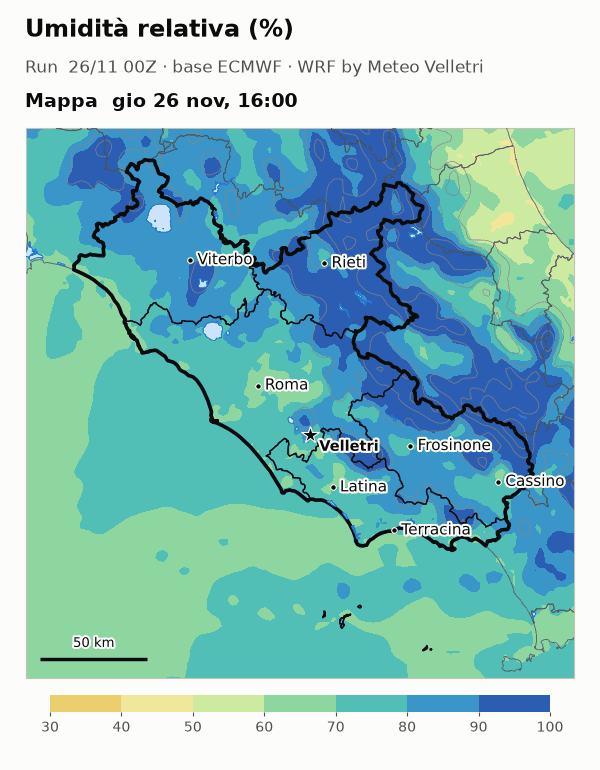 Umidità relativa (%)
Run  26/11 00Z · base ECMWF · WRF by Meteo Velletri
Mappa  gio 26 nov, 16:00
Viterbo
Rieti
Roma
Velletri
Frosinone
Cassino
Latina
Terracina
50 km
30 40 50 60 70 80 90 100